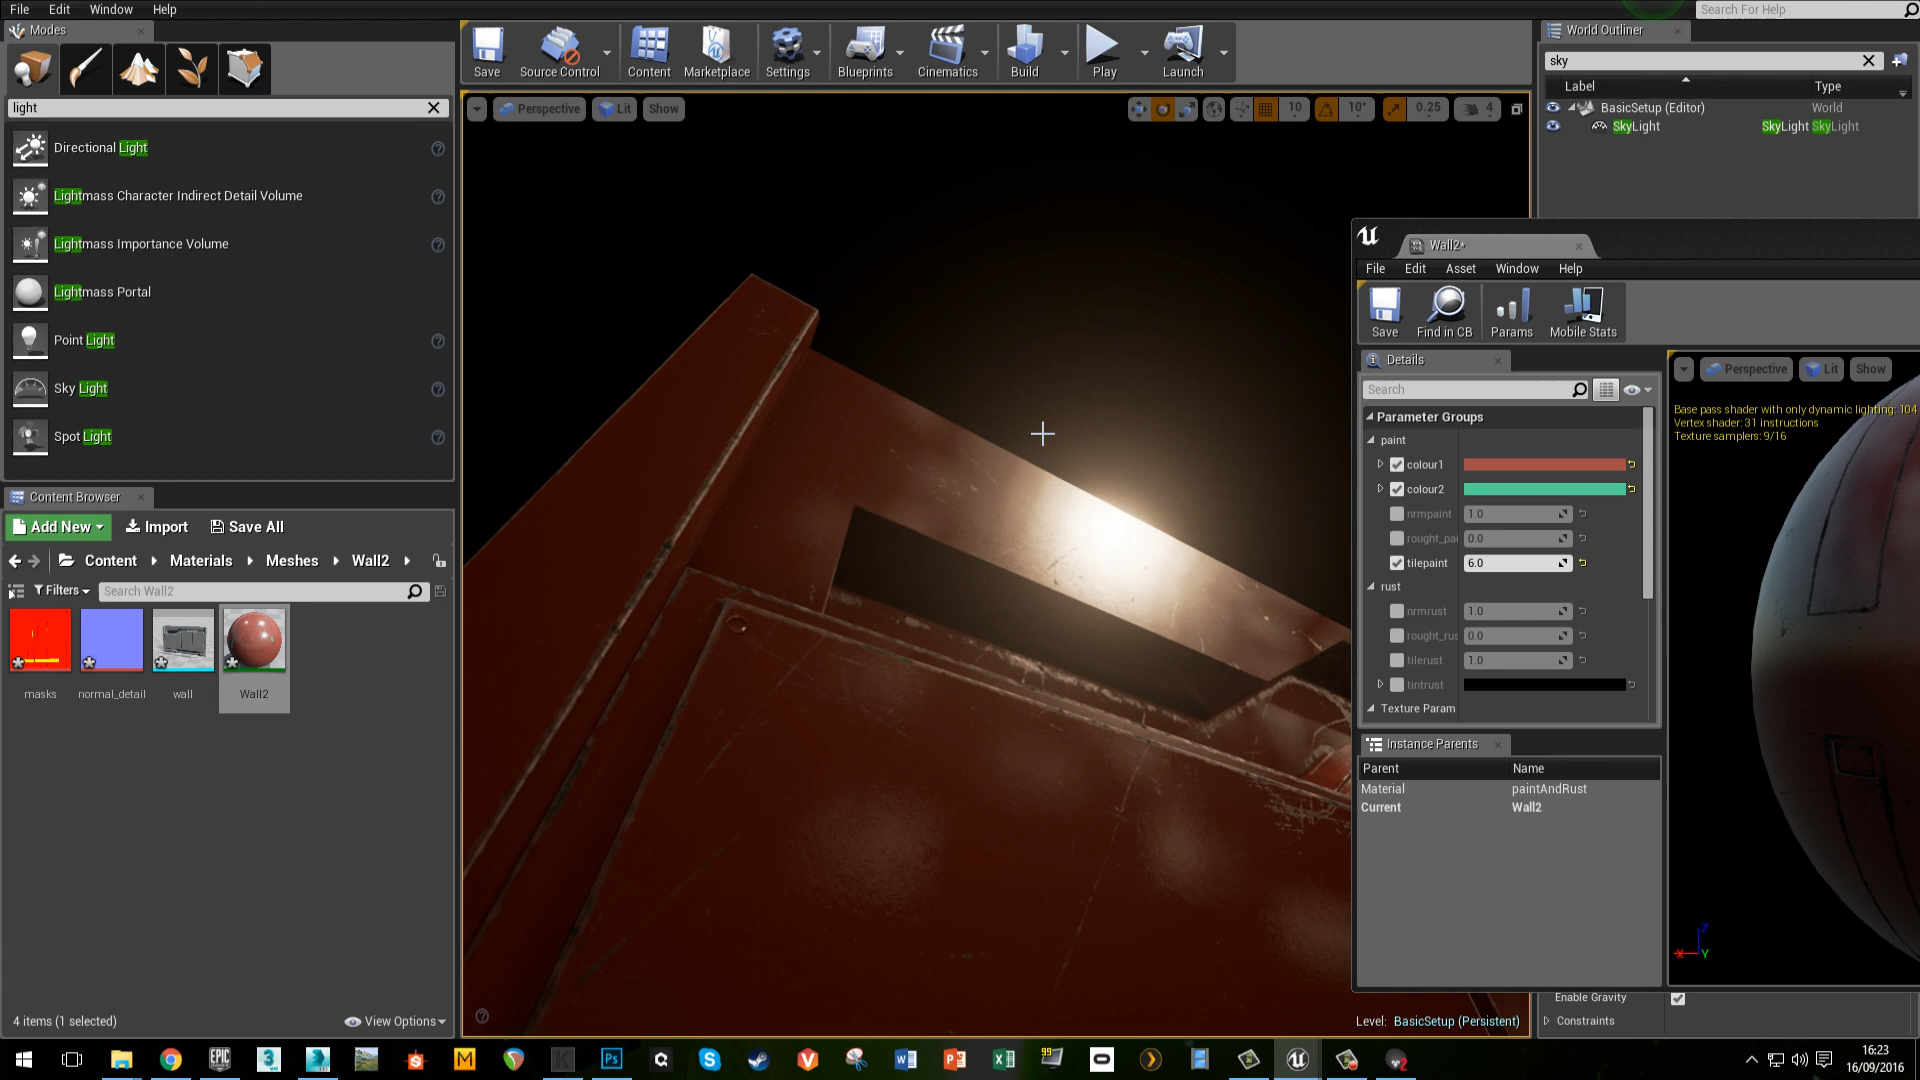 File Edit Window Help
Search For Help
Modes
light
Directional Light
Lightmass Character Indirect Detail Volume
Lightmass Importance Volume
Lightmass Portal
Point Light
Sky Light
Spot Light
Content Browser
Add New Import Save All
Content Materials Meshes Wall2
Filters Search Wall2
masks normal_detail wall Wall2
4 items (1 selected) View Options
Save Source Control Content Marketplace Settings Blueprints Cinematics Build Play Launch
Perspective Lit Show
10 10° 0.25 4
Level: BasicSetup (Persistent)
World Outliner
sky
Label Type
BasicSetup (Editor) World
SkyLight SkyLight SkyLight
Wall2*
File Edit Asset Window Help
Save Find in CB Params Mobile Stats
Details
Search
Parameter Groups
paint
colour1
colour2
nrmpaint 1.0
rought_pai 0.0
tilepaint 6.0
rust
nrmrust 1.0
rought_rus 0.0
tilerust 1.0
tintrust
Texture Param
Instance Parents
Parent Name
Material paintAndRust
Current Wall2
Perspective Lit Show
Base pass shader with only dynamic lighting: 104
Vertex shader: 31 instructions
Texture samplers: 9/16
Z
X Y
Enable Gravity
Constraints
EPIC
3
3
M
Ps
99
2
16:23
16/09/2016